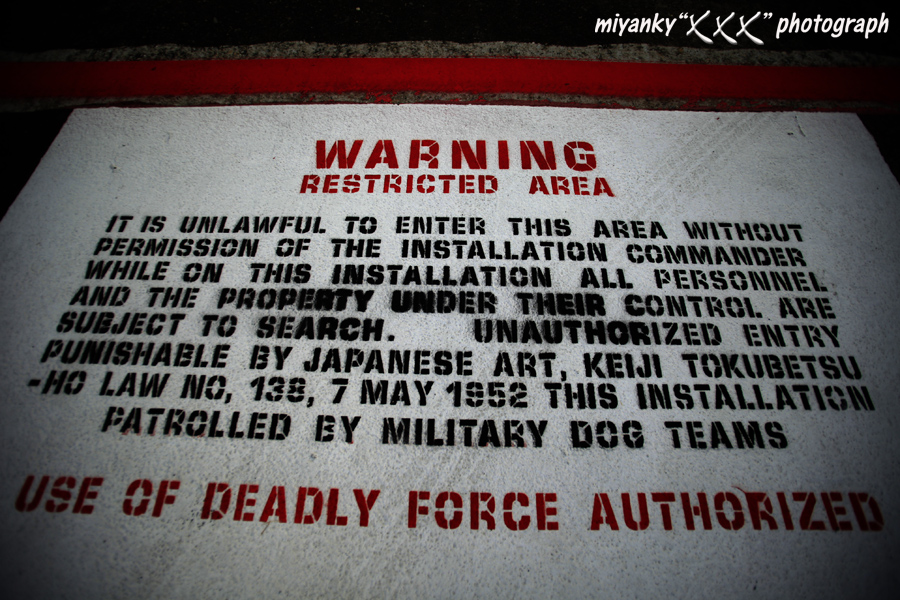 miyanky"XXX" photograph
WARNING
RESTRICTED AREA
IT IS UNLAWFUL TO ENTER THIS AREA WITHOUT
PERMISSION OF THE INSTALLATION COMMANDER
WHILE ON THIS INSTALLATION ALL PERSONNEL
AND THE PROPERTY UNDER THEIR CONTROL ARE
SUBJECT TO SEARCH. UNAUTHORIZED ENTRY
PUNISHABLE BY JAPANESE ART, KEIJI TOKUBETSU
-HO LAW NO, 138, 7 MAY 1952 THIS INSTALLATION
PATROLLED BY MILITARY DOG TEAMS
USE OF DEADLY FORCE AUTHORIZED